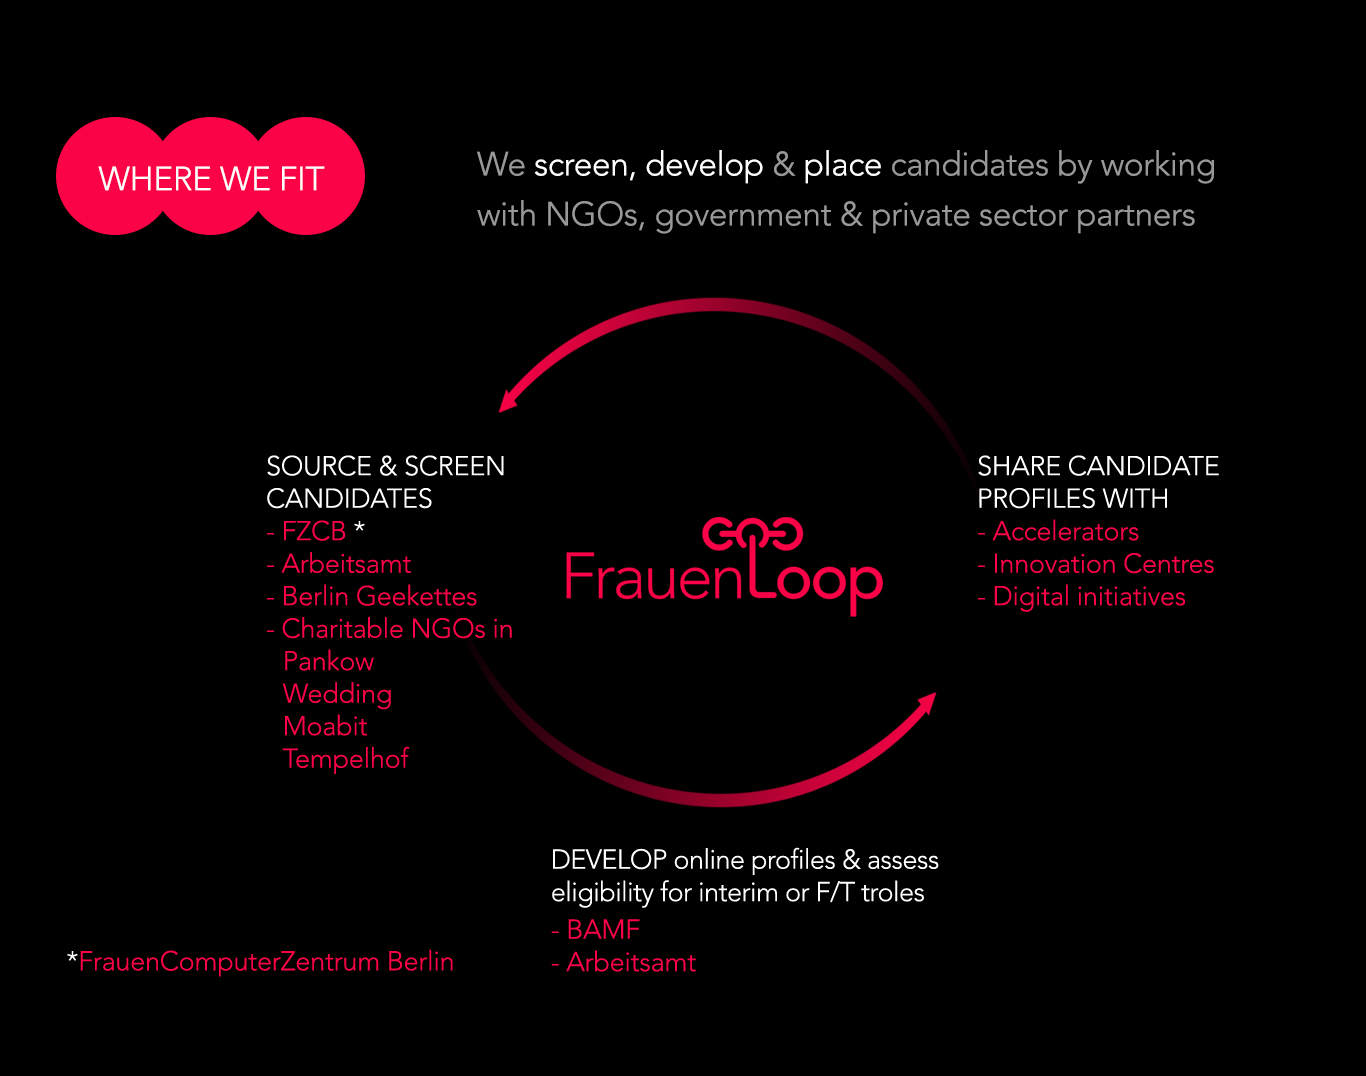 WHERE WE FIT
We screen, develop & place candidates by working
with NGOs, government & private sector partners
SOURCE & SCREEN
CANDIDATES
- FZCB *
- Arbeitsamt
- Berlin Geekettes
- Charitable NGOs in
Pankow
Wedding
Moabit
Tempelhof
FrauenLoop
SHARE CANDIDATE
PROFILES WITH
- Accelerators
- Innovation Centres
- Digital initiatives
DEVELOP online profiles & assess
eligibility for interim or F/T troles
- BAMF
- Arbeitsamt
*FrauenComputerZentrum Berlin